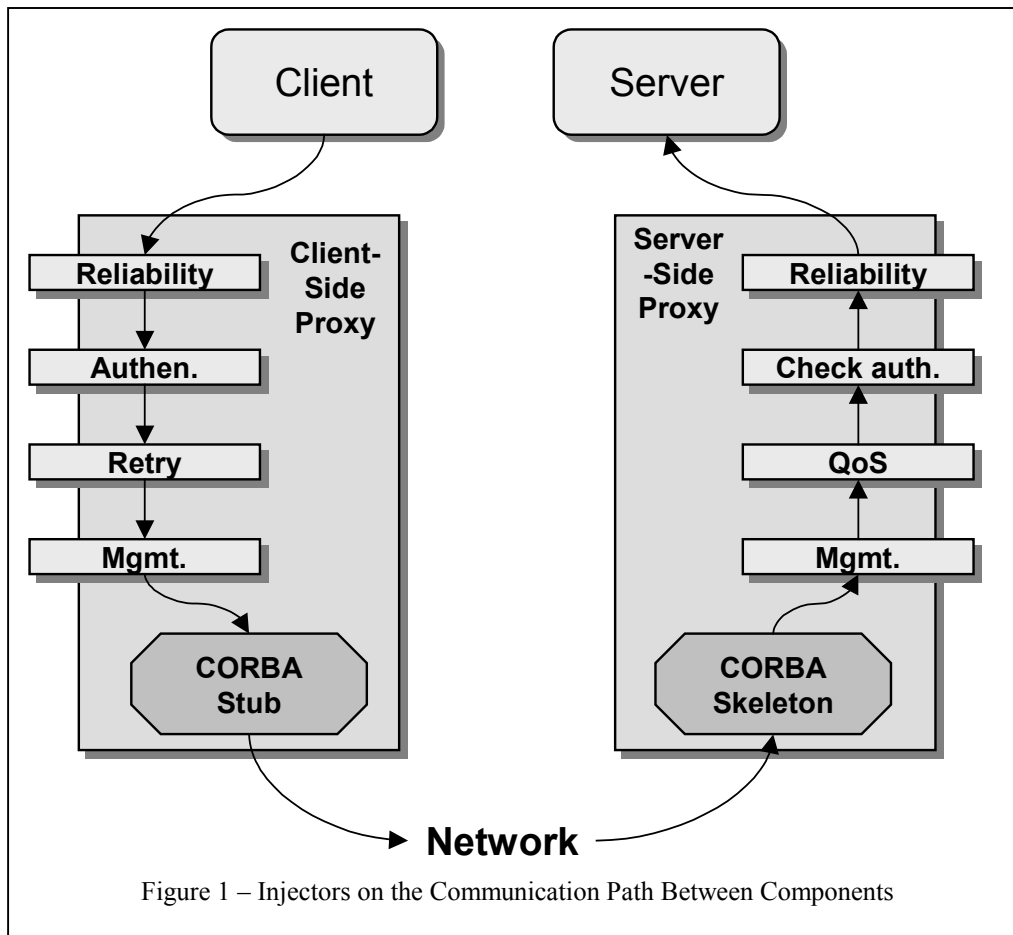 Client
Server
Client-
Side
Proxy
Reliability
Authen.
Retry
Mgmt.
CORBA
Stub
Server
-Side
Proxy
Reliability
Check auth.
QoS
Mgmt.
CORBA
Skeleton
Network
Figure 1 – Injectors on the Communication Path Between Components